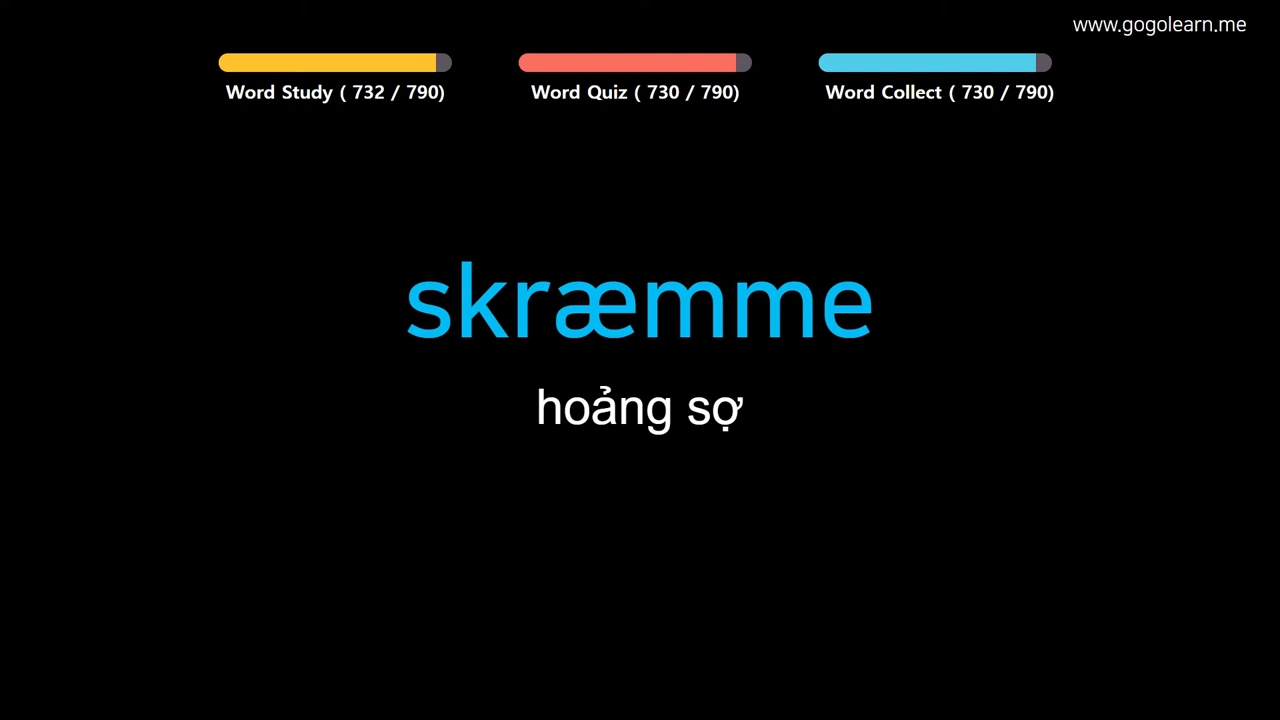 www.gogolearn.me
Word Study ( 732 / 790)
Word Quiz ( 730 / 790)
Word Collect ( 730 / 790)
skræmme
hoảng sợ